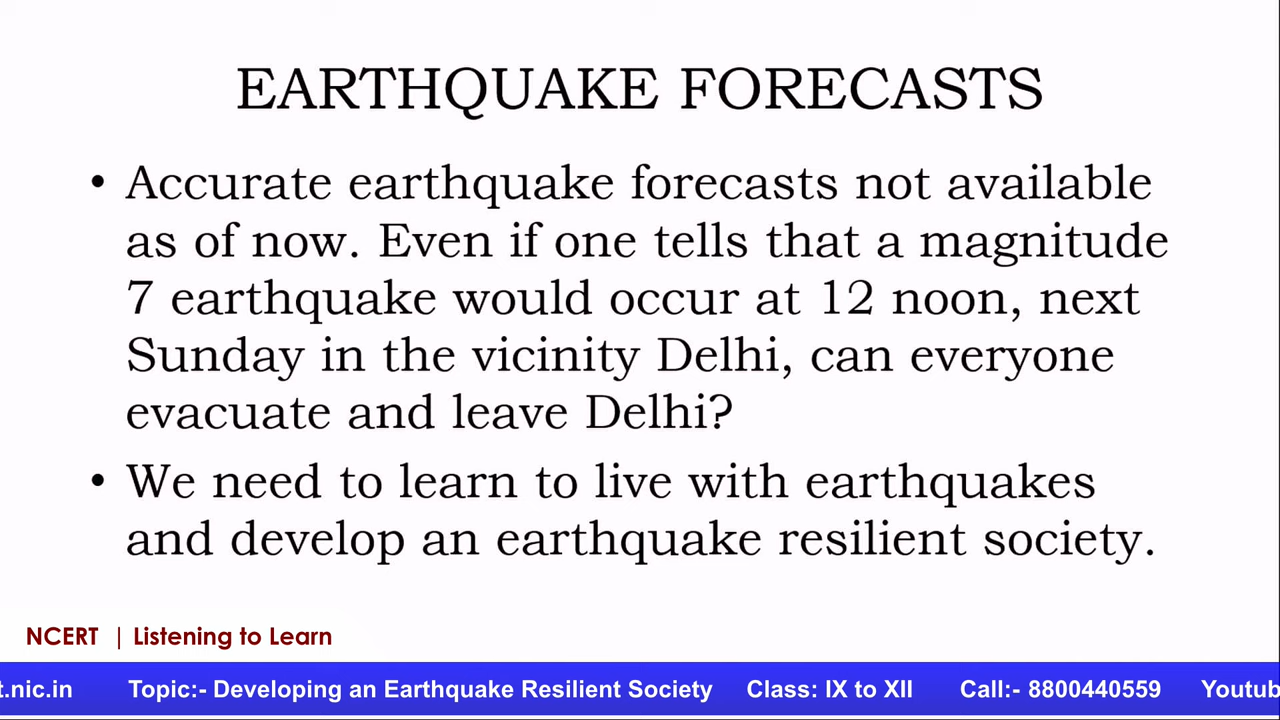 EARTHQUAKE FORECASTS
• Accurate earthquake forecasts not available
as of now. Even if one tells that a magnitude
7 earthquake would occur at 12 noon, next
Sunday in the vicinity Delhi, can everyone
evacuate and leave Delhi?
• We need to learn to live with earthquakes
and develop an earthquake resilient society.
NCERT | Listening to Learn
t.nic.in Topic:- Developing an Earthquake Resilient Society Class: IX to XII Call:- 8800440559 Youtub